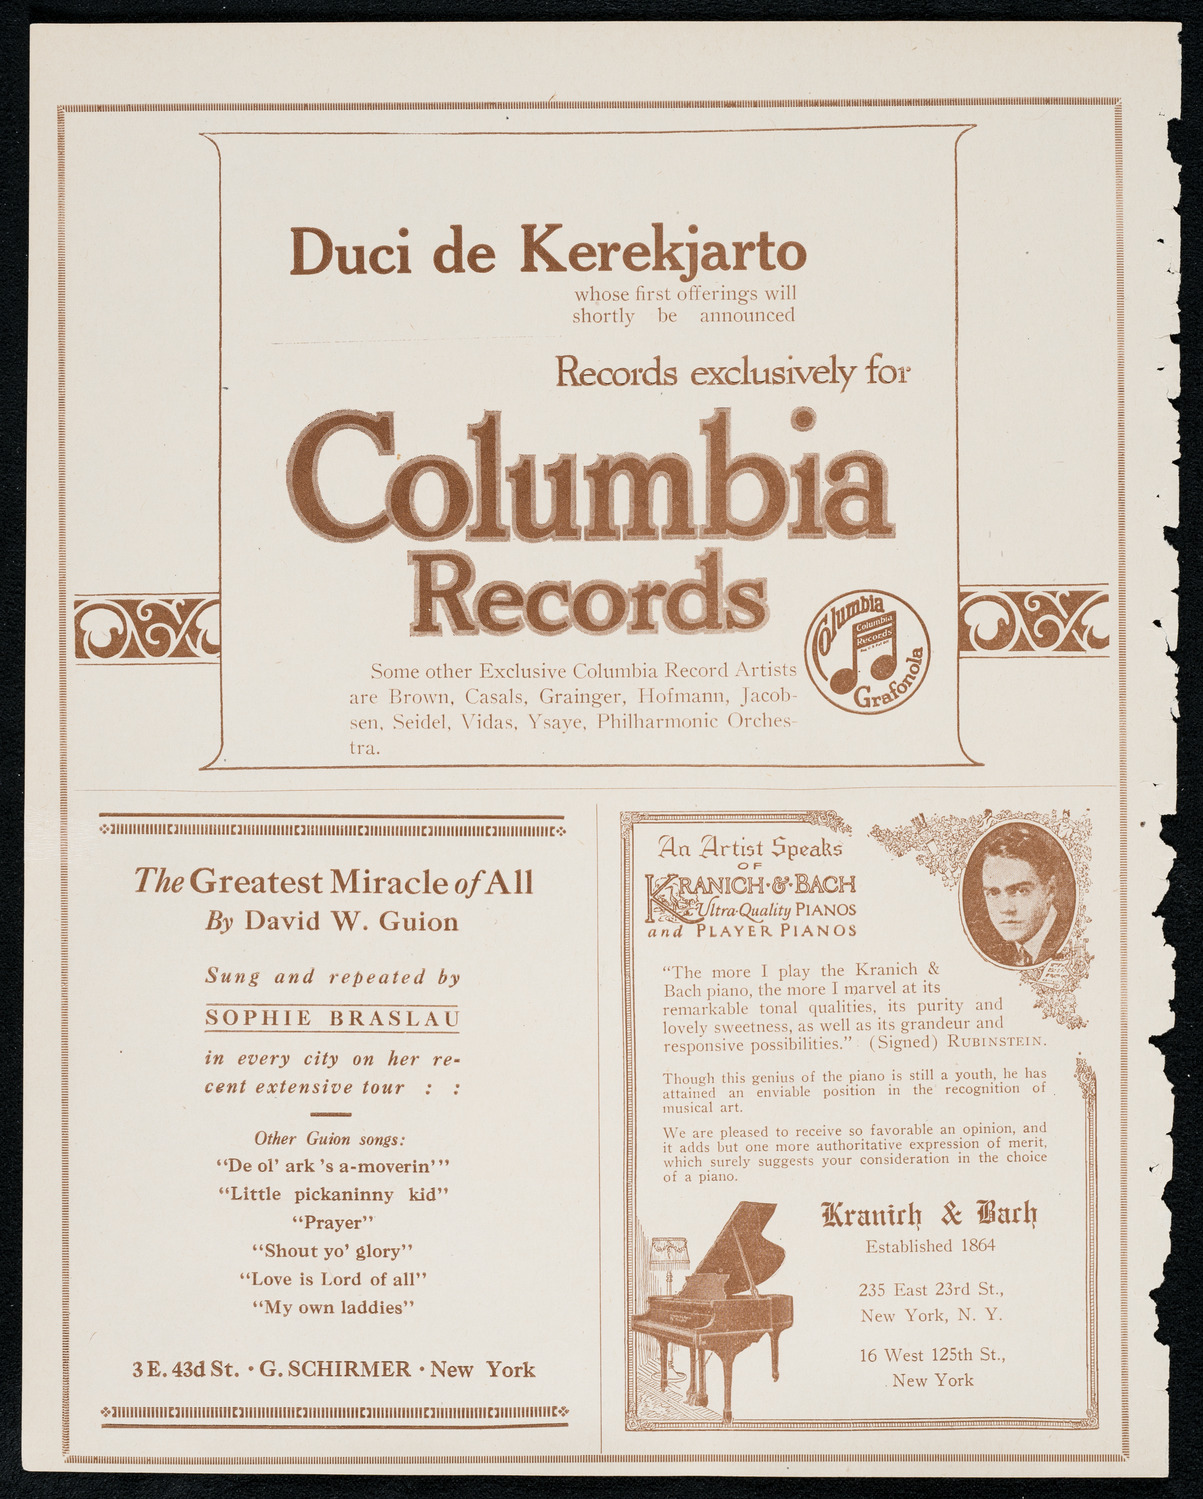 Duci de Kerekjarto
whose first offerings will
shortly be announced
Records exclusively for
Columbia
Records
Columbia
Columbia
Records
Grafonola
Some other Exclusive Columbia Record Artists
are Brown, Casals, Grainger, Hofmann, Jacob-
sen, Seidel, Vidas, Ysaye, Philharmonic Orches-
tra.
The Greatest Miracle of All
By David W. Guion
Sung and repeated by
SOPHIE BRASLAU
in every city on her re-
cent extensive tour : :
Other Guion songs:
“De ol’ ark ’s a-moverin’”
“Little pickaninny kid”
“Prayer”
“Shout yo’ glory”
“Love is Lord of all”
“My own laddies”
3 E. 43d St. · G. SCHIRMER · New York
An Artist Speaks
OF
KRANICH·&·BACH
Ultra-Quality PIANOS
and PLAYER PIANOS
“The more I play the Kranich &
Bach piano, the more I marvel at its
remarkable tonal qualities, its purity and
lovely sweetness, as well as its grandeur and
responsive possibilities.” (Signed) RUBINSTEIN.
Though this genius of the piano is still a youth, he has
attained an enviable position in the recognition of
musical art.
We are pleased to receive so favorable an opinion, and
it adds but one more authoritative expression of merit,
which surely suggests your consideration in the choice
of a piano.
Kranich & Bach
Established 1864
235 East 23rd St.,
New York, N. Y.
16 West 125th St.,
New York